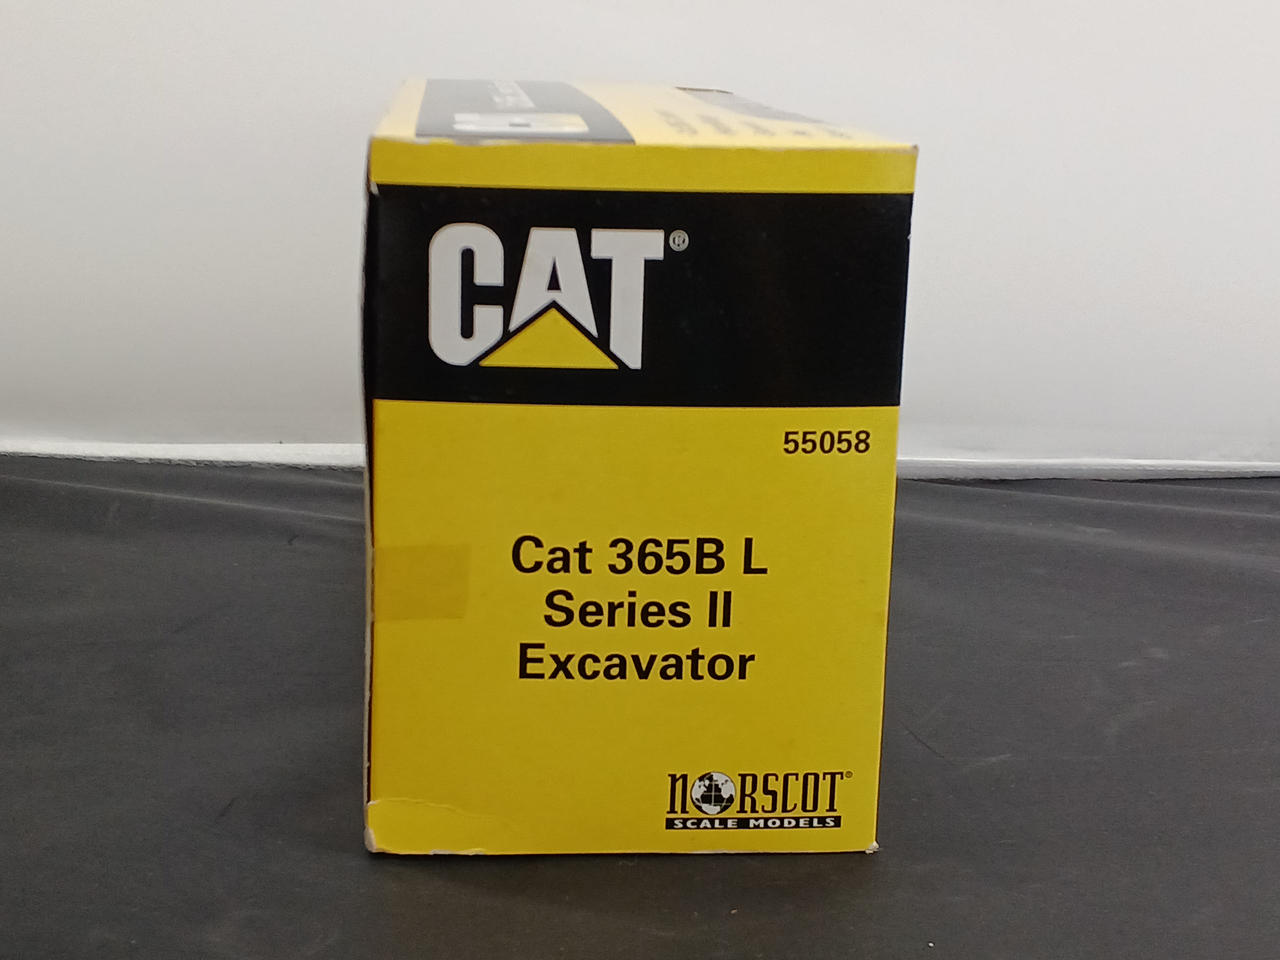 CAT®
55058
Cat 365B L
Series II
Excavator
NORSCOT®
SCALE MODELS